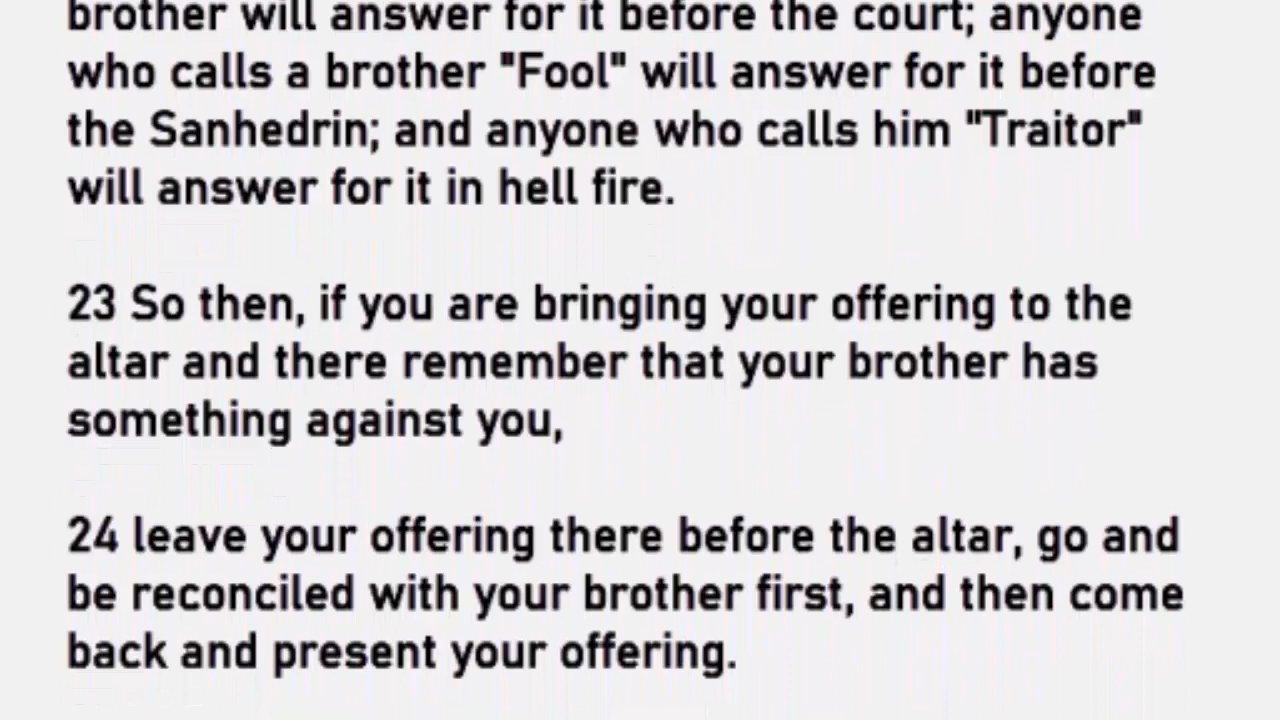 brother will answer for it before the court; anyone
who calls a brother "Fool" will answer for it before
the Sanhedrin; and anyone who calls him "Traitor"
will answer for it in hell fire.
23 So then, if you are bringing your offering to the
altar and there remember that your brother has
something against you,
24 leave your offering there before the altar, go and
be reconciled with your brother first, and then come
back and present your offering.